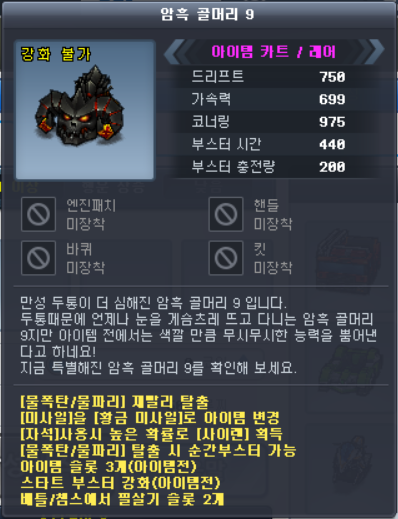 암흑 골머리 9
강화 불가
아이템 카트 / 레어
드리프트 750
가속력 699
코너링 975
부스터 시간 440
부스터 충전량 200
엔진패치
미장착
핸들
미장착
바퀴
미장착
킷
미장착
만성 두통이 더 심해진 암흑 골머리 9 입니다.
두통때문에 언제나 눈을 게슴츠레 뜨고 다니는 암흑 골머리
9지만 아이템 전에서는 색깔 만큼 무시무시한 능력을 뿜어낸
다고 하네요!
지금 특별해진 암흑 골머리 9를 확인해 보세요.
[물폭탄/물파리] 재빨리 탈출
[미사일]을 [황금 미사일]로 아이템 변경
[자석]사용시 높은 확률로 [사이렌] 획득
[물폭탄/물파리] 탈출 시 순간부스터 가능
아이템 슬롯 3개(아이템전)
스타트 부스터 강화(아이템전)
배틀/챔스에서 필살기 슬롯 2개